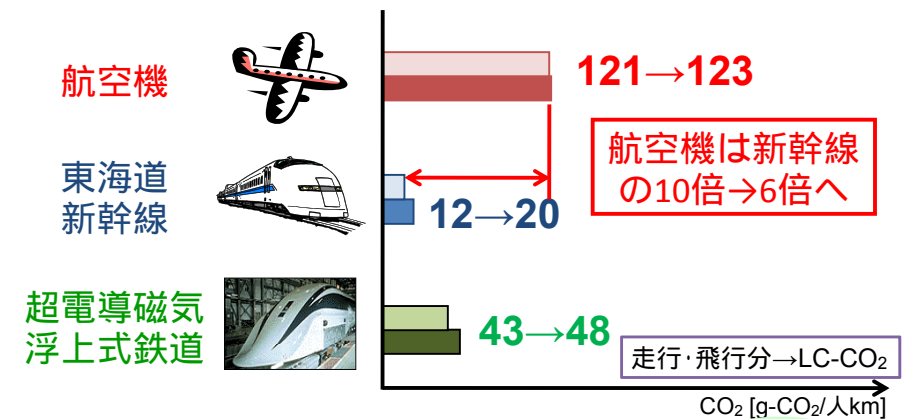 航空機
121→123
航空機は新幹線
の10倍→6倍へ
東海道
新幹線
12→20
超電導磁気
浮上式鉄道
43→48
走行・飛行分→LC-CO₂
CO₂ [g-CO₂/人km]